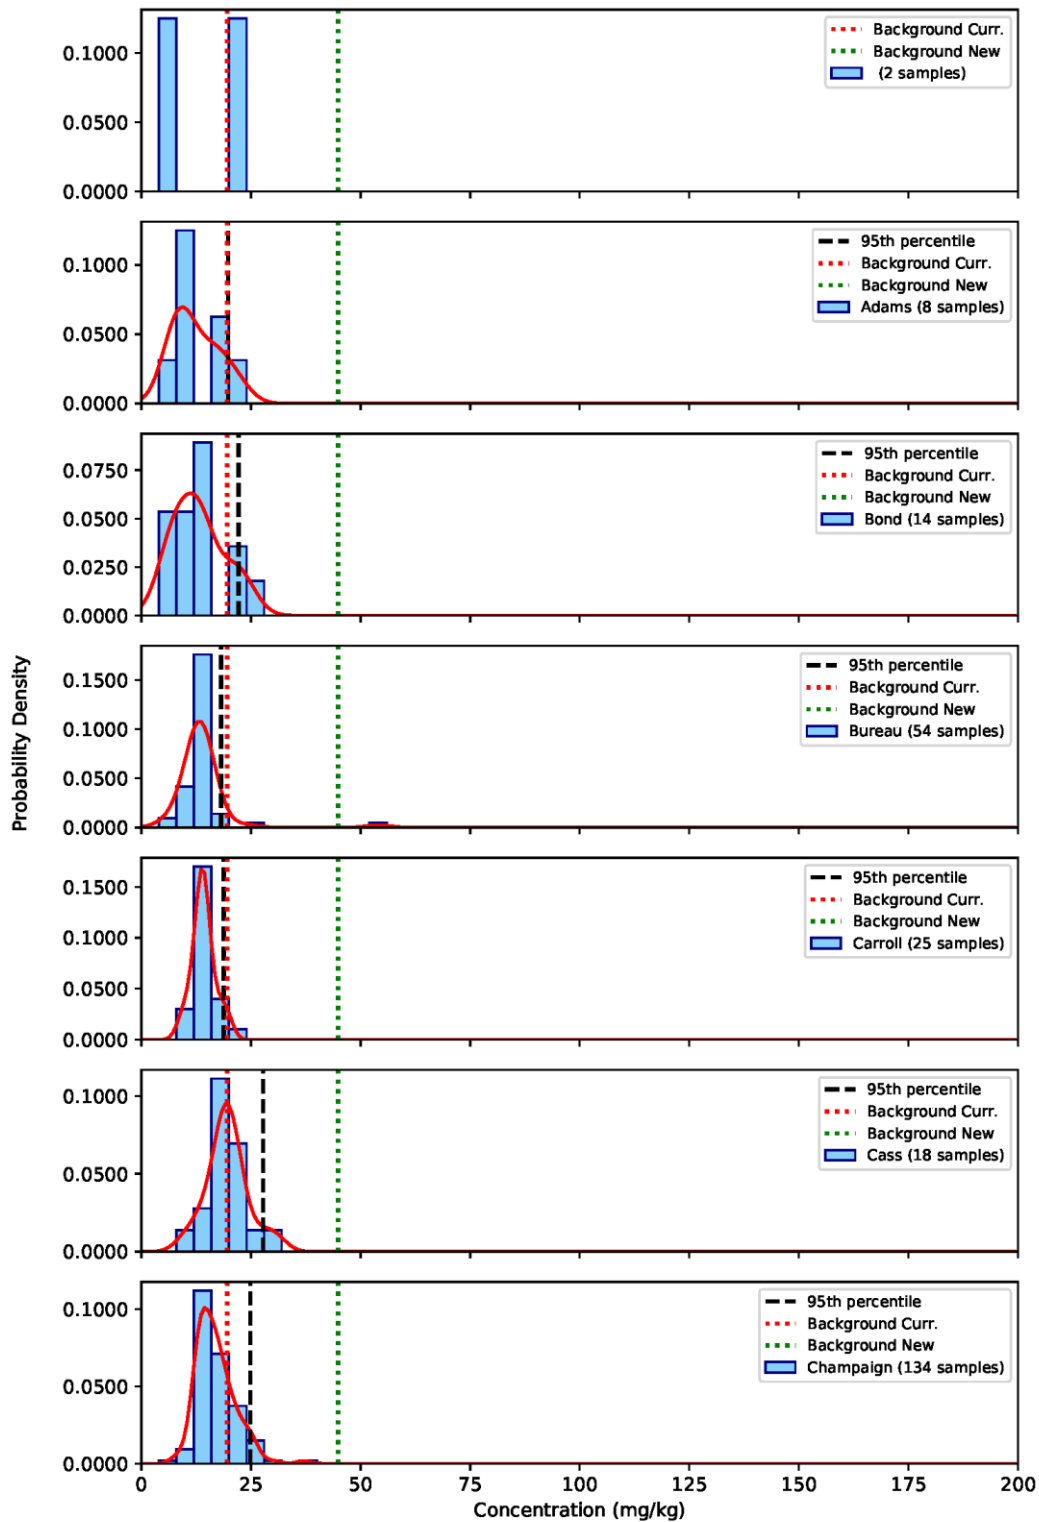 0.1000
0.0500
0.0000
Background Curr.
Background New
(2 samples)
0.1000
0.0500
0.0000
95th percentile
Background Curr.
Background New
Adams (8 samples)
0.0750
0.0500
0.0250
0.0000
95th percentile
Background Curr.
Background New
Bond (14 samples)
Probability Density
0.1500
0.1000
0.0500
0.0000
95th percentile
Background Curr.
Background New
Bureau (54 samples)
0.1500
0.1000
0.0500
0.0000
95th percentile
Background Curr.
Background New
Carroll (25 samples)
0.1000
0.0500
0.0000
95th percentile
Background Curr.
Background New
Cass (18 samples)
0.1000
0.0500
0.0000
95th percentile
Background Curr.
Background New
Champaign (134 samples)
0 25 50 75 100 125 150 175 200
Concentration (mg/kg)